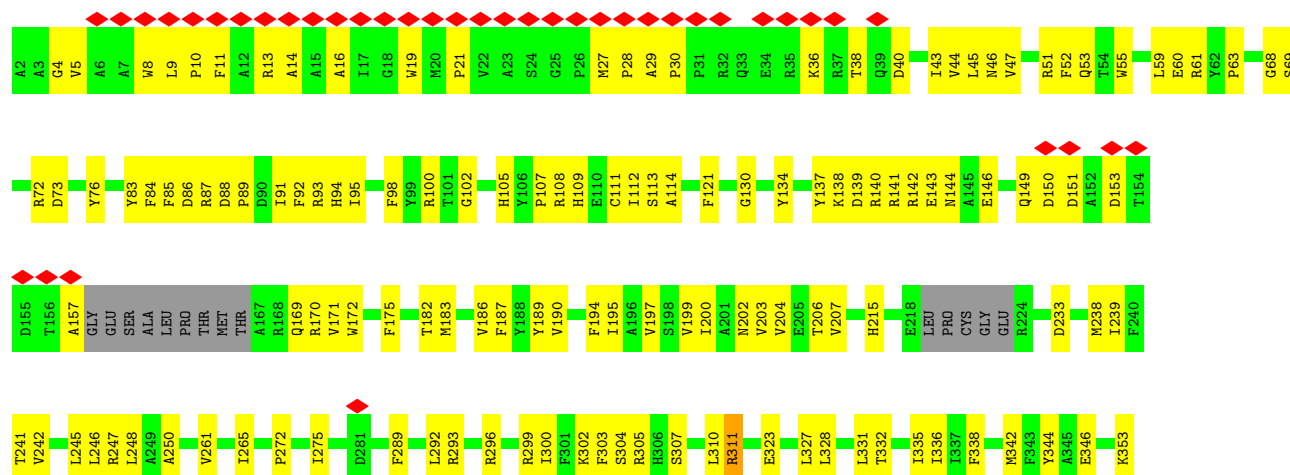 A2 A3 G4 V5 A6 A7 W8 L9 P10 F11 A12 R13 A14 A15 A16 I17 G18 W19 M20 P21 V22 A23 S24 G25 P26 M27 P28 A29 P30 P31 R32 Q33 E34 R35 K36 R37 T38 Q39 D40 I43 V44 L45 N46 V47 R51 F52 Q53 T54 W55 L59 E60 R61 Y62 P63 G68 S69
R72 D73 Y76 Y83 F84 F85 D86 R87 D88 P89 D90 I91 F92 R93 H94 I95 F98 Y99 R100 T101 G102 H105 Y106 P107 R108 H109 E110 C111 I112 S113 A114 F121 G130 Y134 Y137 K138 D139 R140 R141 R142 E143 N144 A145 E146 Q149 D150 D151 A152 D153 T154
D155 T156 A157 GLY GLU SER ALA LEU PRO THR MET THR A167 R168 Q169 R170 V171 W172 F175 T182 M183 V186 F187 Y188 Y189 V190 F194 I195 A196 V197 S198 V199 I200 A201 N202 V203 V204 E205 T206 V207 H215 E218 LEU PRO CYS GLY GLU R224 D233 M238 I239 F240
T241 V242 L245 L246 R247 L248 A249 A250 V261 I265 P272 I275 D281 F289 L292 R293 R296 R299 I300 F301 K302 F303 S304 R305 H306 S307 L310 R311 E323 L327 L328 L331 T332 I335 I336 I337 F338 M342 F343 Y344 A345 E346 K353